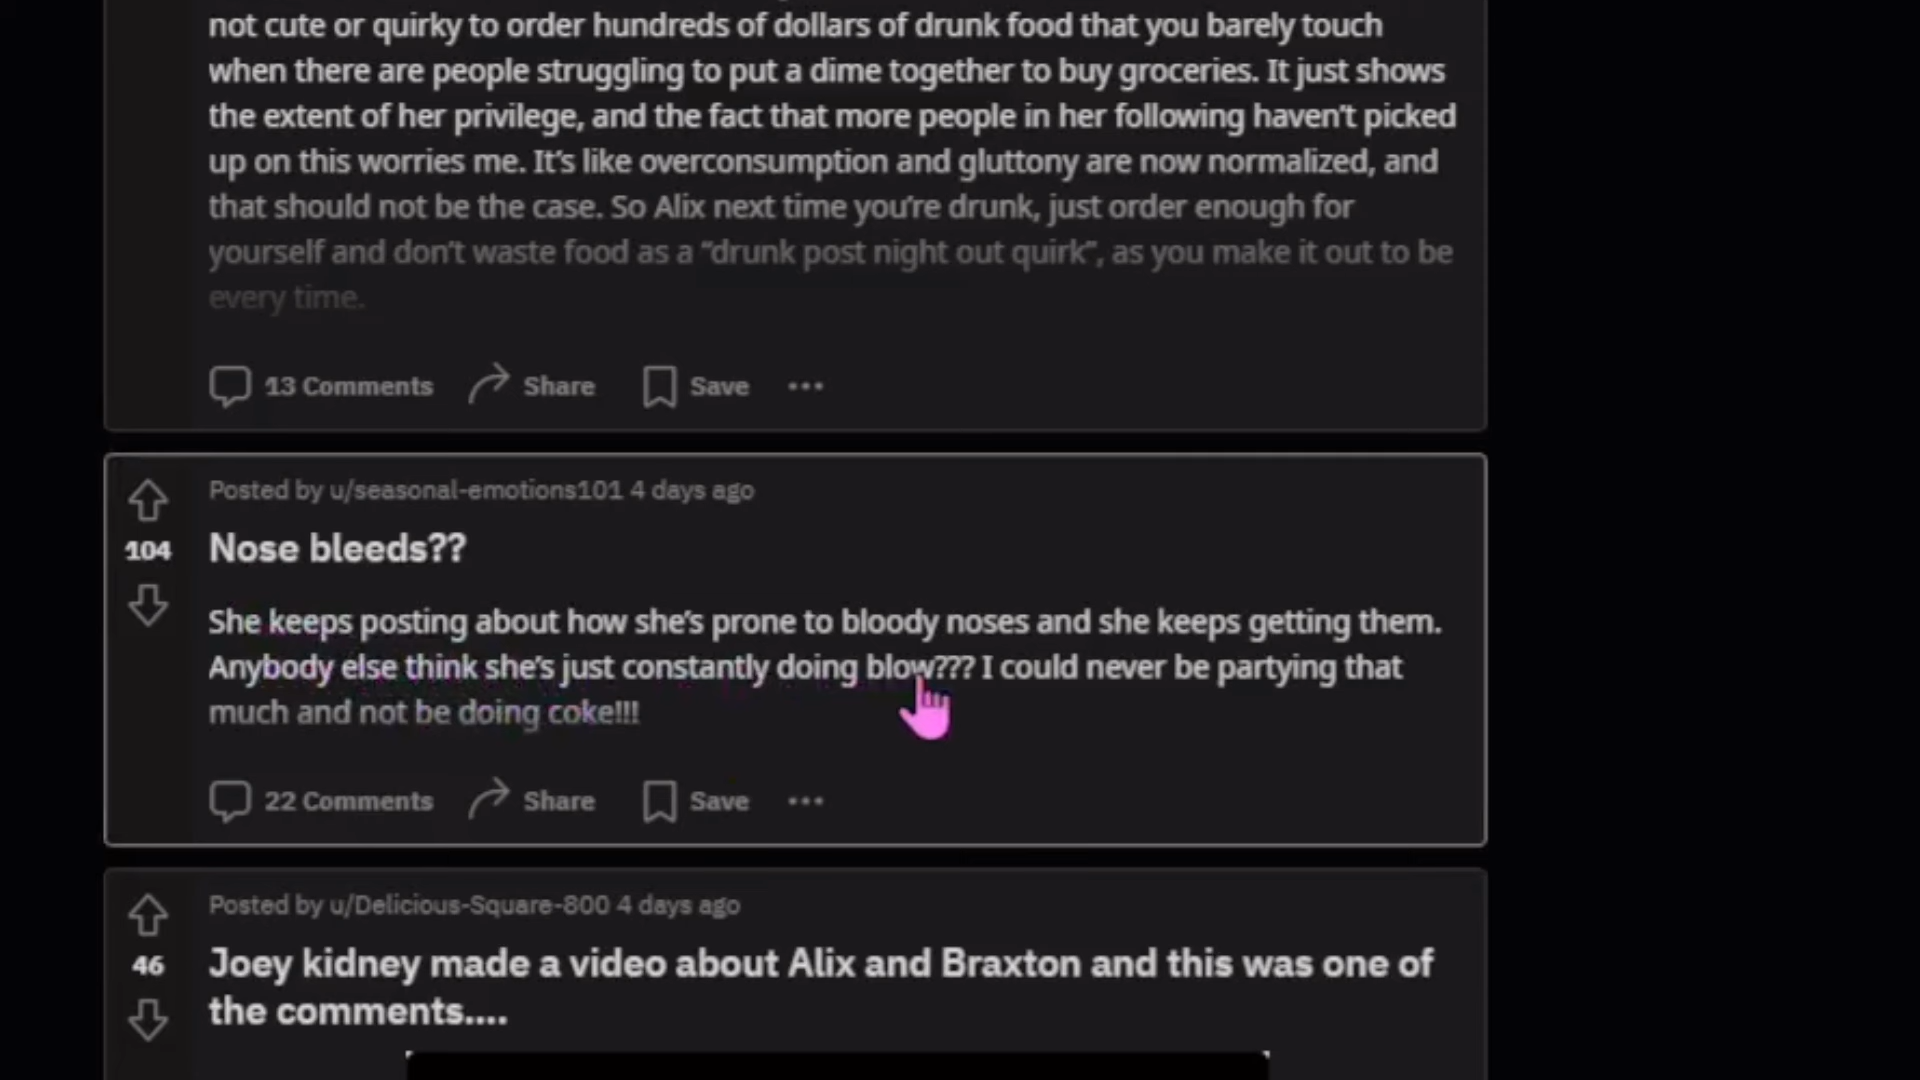 not cute or quirky to order hundreds of dollars of drunk food that you barely touch
when there are people struggling to put a dime together to buy groceries. It just shows
the extent of her privilege, and the fact that more people in her following haven't picked
up on this worries me. It's like overconsumption and gluttony are now normalized, and
that should not be the case. So Alix next time you're drunk, just order enough for
yourself and don't waste food as a “drunk post night out quirk”, as you make it out to be
every time.
13 Comments Share Save ...
Posted by u/seasonal-emotions101 4 days ago
104
Nose bleeds??
She keeps posting about how she's prone to bloody noses and she keeps getting them.
Anybody else think she's just constantly doing blow??? I could never be partying that
much and not be doing coke!!!
22 Comments Share Save ...
Posted by u/Delicious-Square-800 4 days ago
46
Joey kidney made a video about Alix and Braxton and this was one of
the comments....